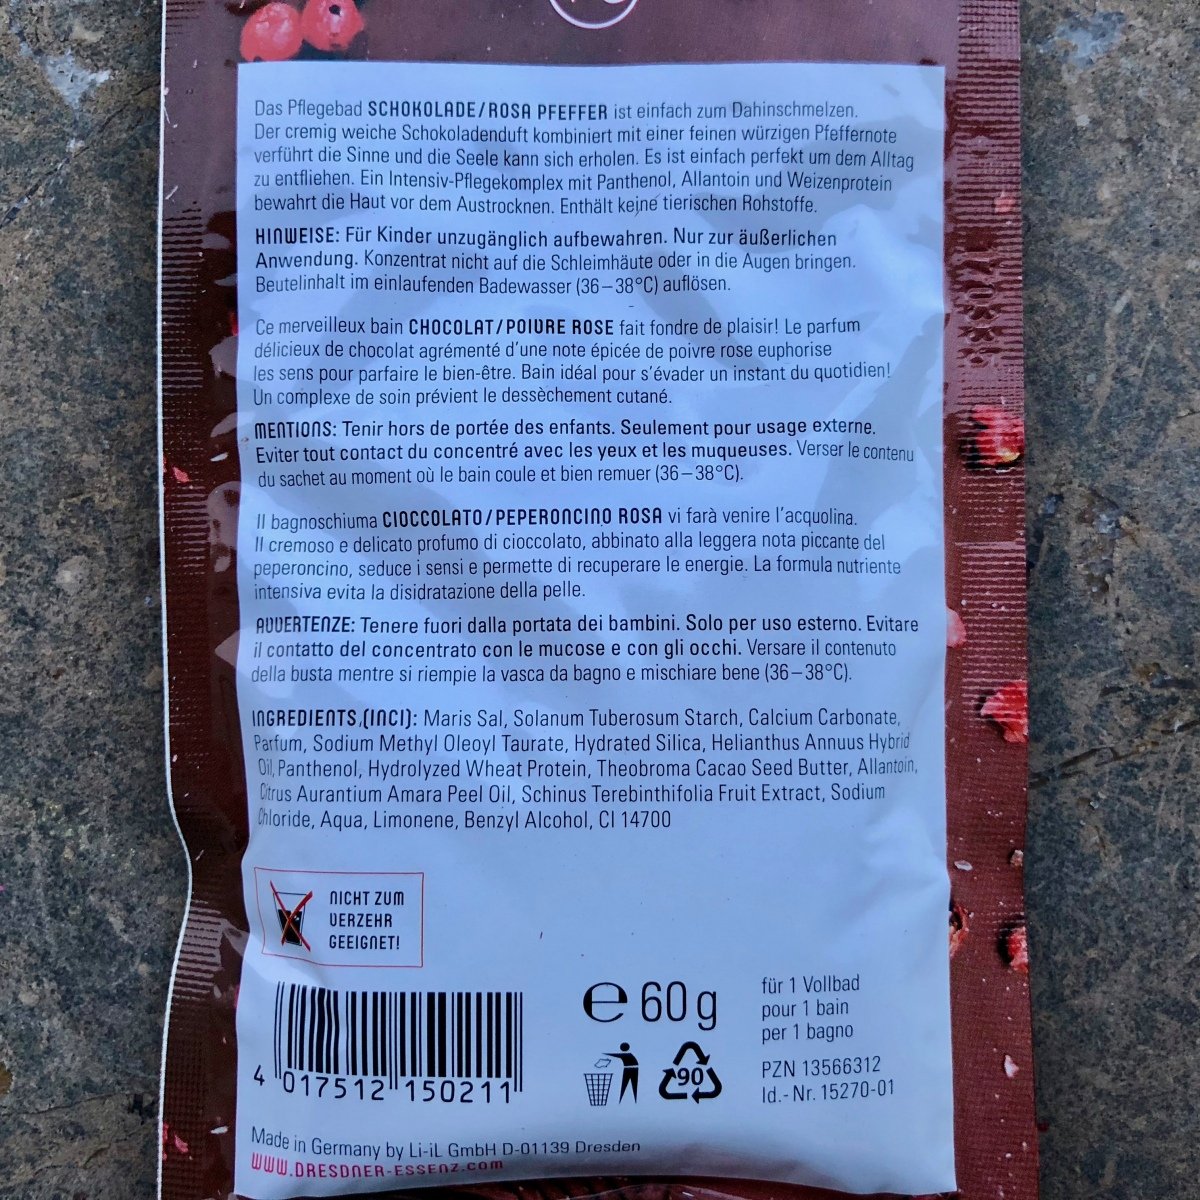 Das Pflegebad SCHOKOLADE/ROSA PFEFFER ist einfach zum Dahinschmelzen.
Der cremig weiche Schokoladenduft kombiniert mit einer feinen würzigen Pfeffernote
verführt die Sinne und die Seele kann sich erholen. Es ist einfach perfekt um dem Alltag
zu entfliehen. Ein Intensiv-Pflegekomplex mit Panthenol, Allantoin und Weizenprotein
bewahrt die Haut vor dem Austrocknen. Enthält keine tierischen Rohstoffe.
HINWEISE: Für Kinder unzugänglich aufbewahren. Nur zur äußerlichen
Anwendung. Konzentrat nicht auf die Schleimhäute oder in die Augen bringen.
Beutelinhalt im einlaufenden Badewasser (36–38°C) auflösen.
Ce merveilleux bain CHOCOLAT/POIVRE ROSE fait fondre de plaisir! Le parfum
délicieux de chocolat agrémenté d'une note épicée de poivre rose euphorise
les sens pour parfaire le bien-être. Bain idéal pour s'évader un instant du quotidien!
Un complexe de soin prévient le dessèchement cutané.
MENTIONS: Tenir hors de portée des enfants. Seulement pour usage externe.
Eviter tout contact du concentré avec les yeux et les muqueuses. Verser le contenu
du sachet au moment où le bain coule et bien remuer (36–38°C).
Il bagnoschiuma CIOCCOLATO/PEPERONCINO ROSA vi farà venire l'acquolina.
Il cremoso e delicato profumo di cioccolato, abbinato alla leggera nota piccante del
peperoncino, seduce i sensi e permette di recuperare le energie. La formula nutriente
intensiva evita la disidratazione della pelle.
AVVERTENZE: Tenere fuori dalla portata dei bambini. Solo per uso esterno. Evitare
il contatto del concentrato con le mucose e con gli occhi. Versare il contenuto
della busta mentre si riempie la vasca da bagno e mischiare bene (36–38°C).
INGREDIENTS (INCI): Maris Sal, Solanum Tuberosum Starch, Calcium Carbonate,
Parfum, Sodium Methyl Oleoyl Taurate, Hydrated Silica, Helianthus Annuus Hybrid
Oil, Panthenol, Hydrolyzed Wheat Protein, Theobroma Cacao Seed Butter, Allantoin,
Citrus Aurantium Amara Peel Oil, Schinus Terebinthifolia Fruit Extract, Sodium
Chloride, Aqua, Limonene, Benzyl Alcohol, CI 14700
NICHT ZUM
VERZEHR
GEEIGNET!
e 60 g
für 1 Vollbad
pour 1 bain
per 1 bagno
PZN 13566312
Id.- Nr. 15270-01
90
4 017512 150211
Made in Germany by Li-iL GmbH D-01139 Dresden
WWW.DRESDNER-ESSENZ.COM